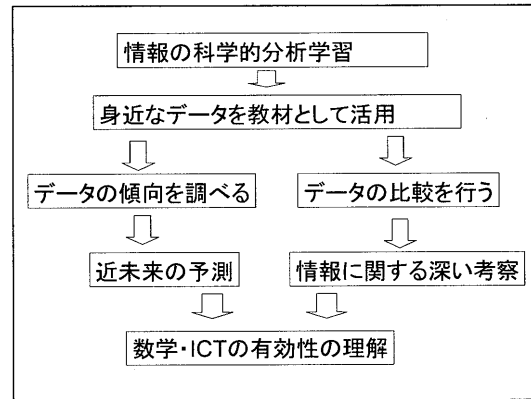 情報の科学的分析学習
身近なデータを教材として活用
データの傾向を調べる
データの比較を行う
近未来の予測
情報に関する深い考察
数学・ICTの有効性の理解